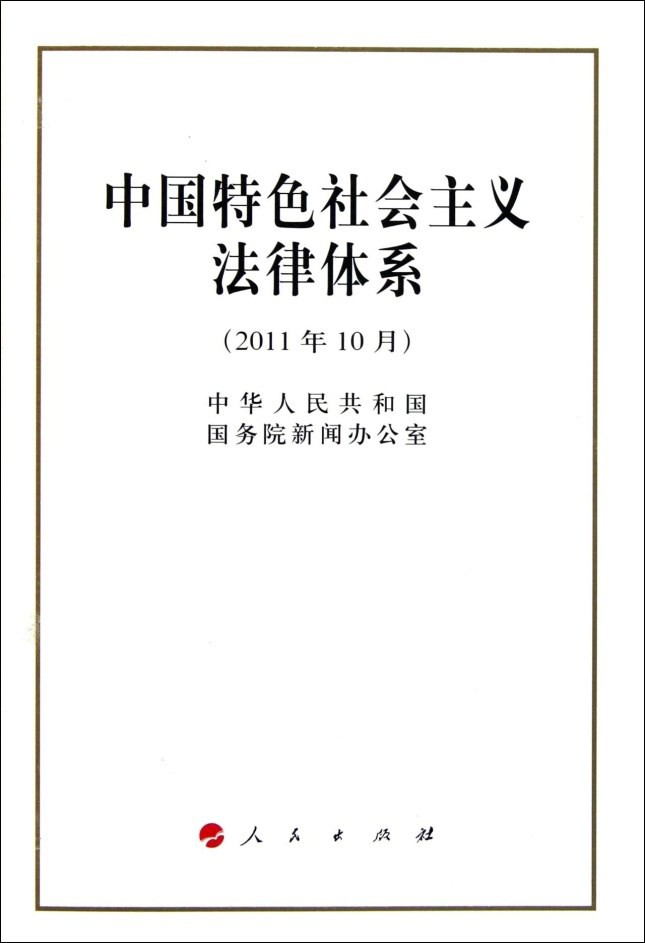 中国特色社会主义
法律体系
(2011年10月)
中华人民共和国
国务院新闻办公室
人民出版社